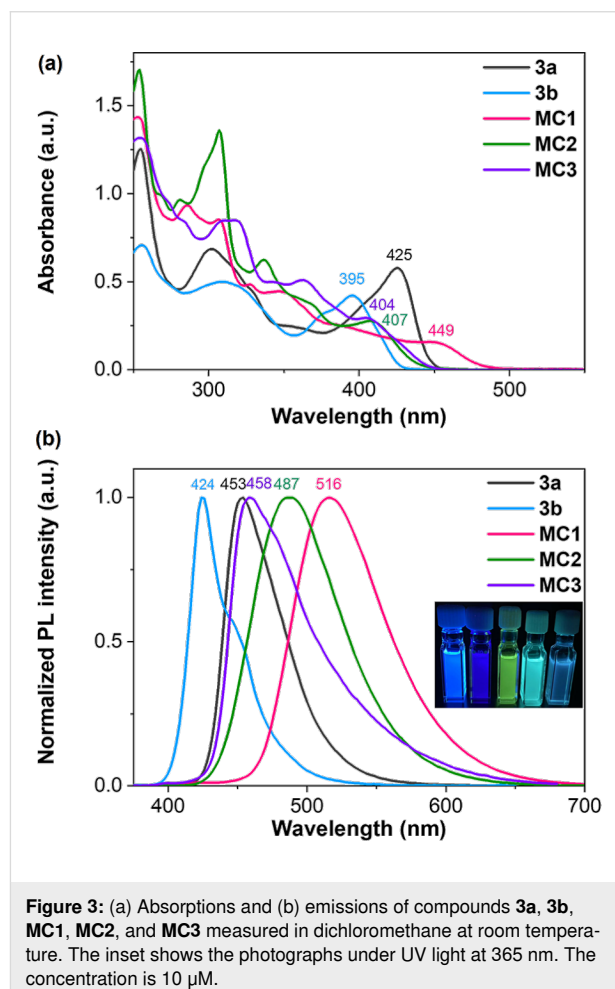 (a)
3a
3b
MC1
MC2
MC3
1.5
1.0
0.5
0.0
Absorbance (a.u.)
425
395
404
407
449
300
400
500
Wavelength (nm)
(b)
424
453
458
487
516
3a
3b
MC1
MC2
MC3
1.0
0.5
0.0
Normalized PL intensity (a.u.)
400
500
600
700
Wavelength (nm)
Figure 3: (a) Absorptions and (b) emissions of compounds 3a, 3b,
MC1, MC2, and MC3 measured in dichloromethane at room tempera-
ture. The inset shows the photographs under UV light at 365 nm. The
concentration is 10 µM.